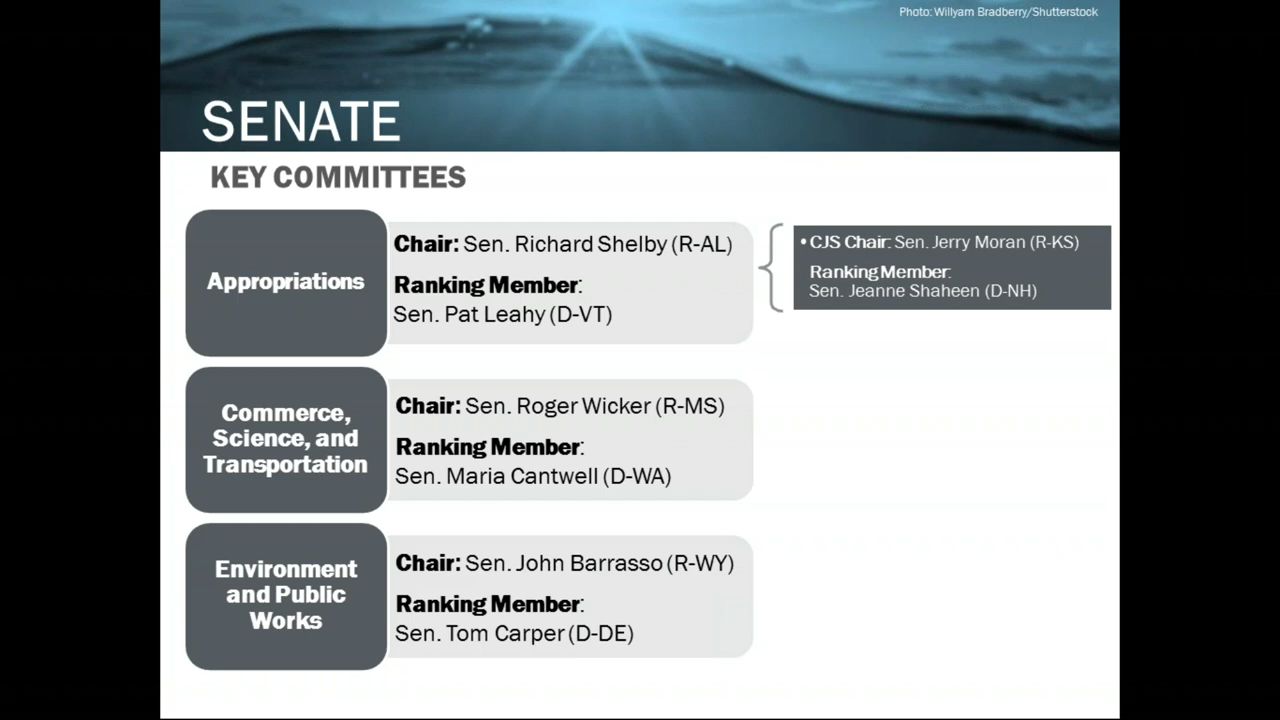 Photo: Willyam Bradberry/Shutterstock
SENATE
KEY COMMITTEES
Appropriations
Chair: Sen. Richard Shelby (R-AL)
Ranking Member:
Sen. Pat Leahy (D-VT)
• CJS Chair: Sen. Jerry Moran (R-KS)
Ranking Member:
Sen. Jeanne Shaheen (D-NH)
Commerce,
Science, and
Transportation
Chair: Sen. Roger Wicker (R-MS)
Ranking Member:
Sen. Maria Cantwell (D-WA)
Environment
and Public
Works
Chair: Sen. John Barrasso (R-WY)
Ranking Member:
Sen. Tom Carper (D-DE)